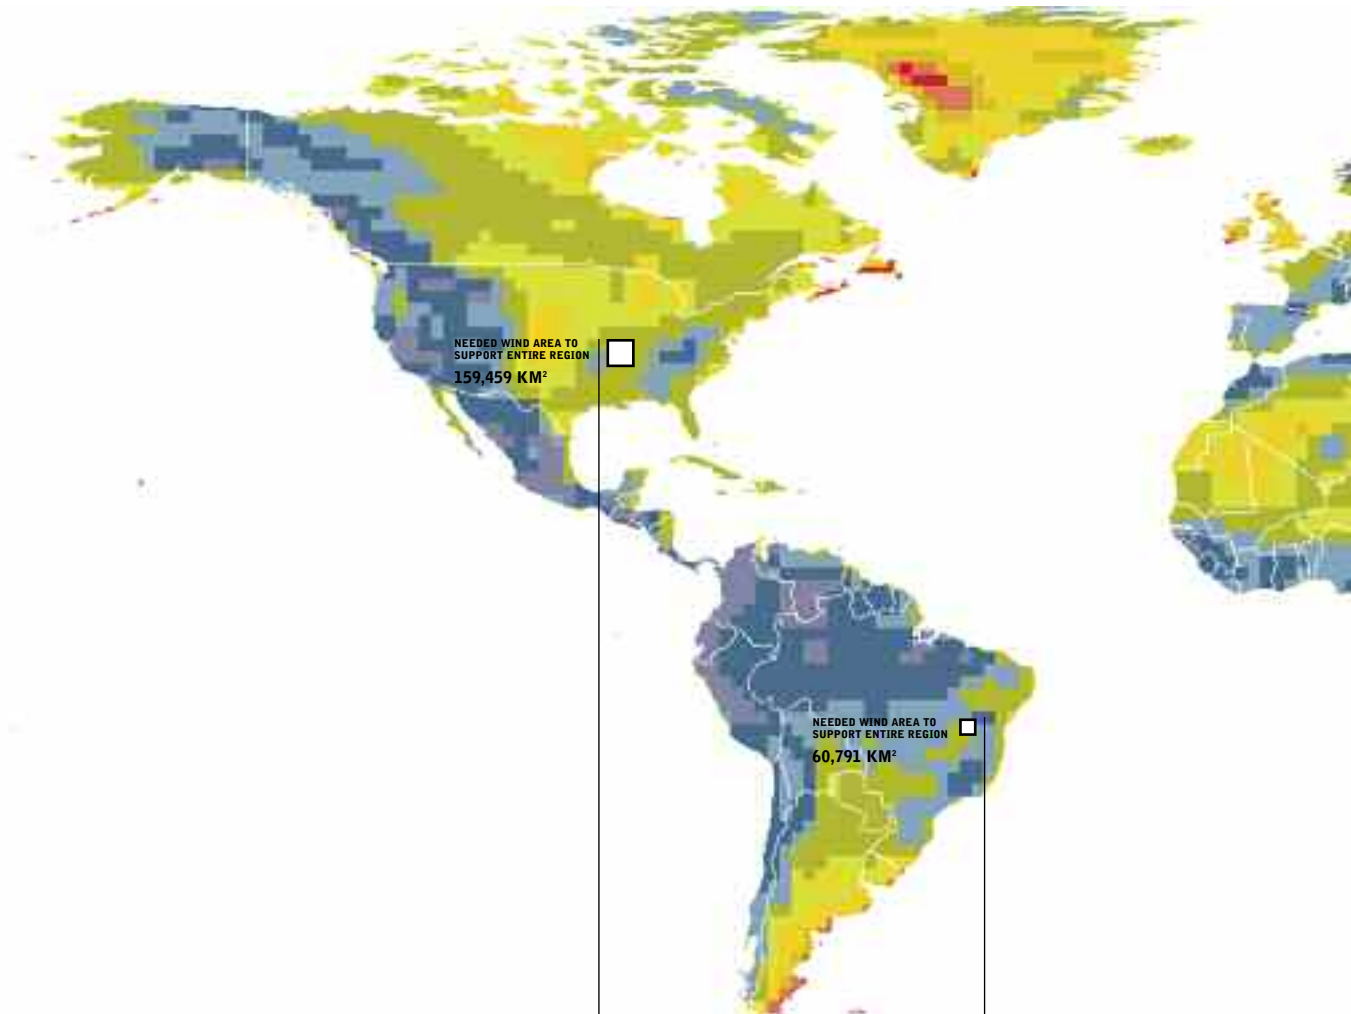 NEEDED WIND AREA TO
SUPPORT ENTIRE REGION
159,459 KM²
NEEDED WIND AREA TO
SUPPORT ENTIRE REGION
60,791 KM²